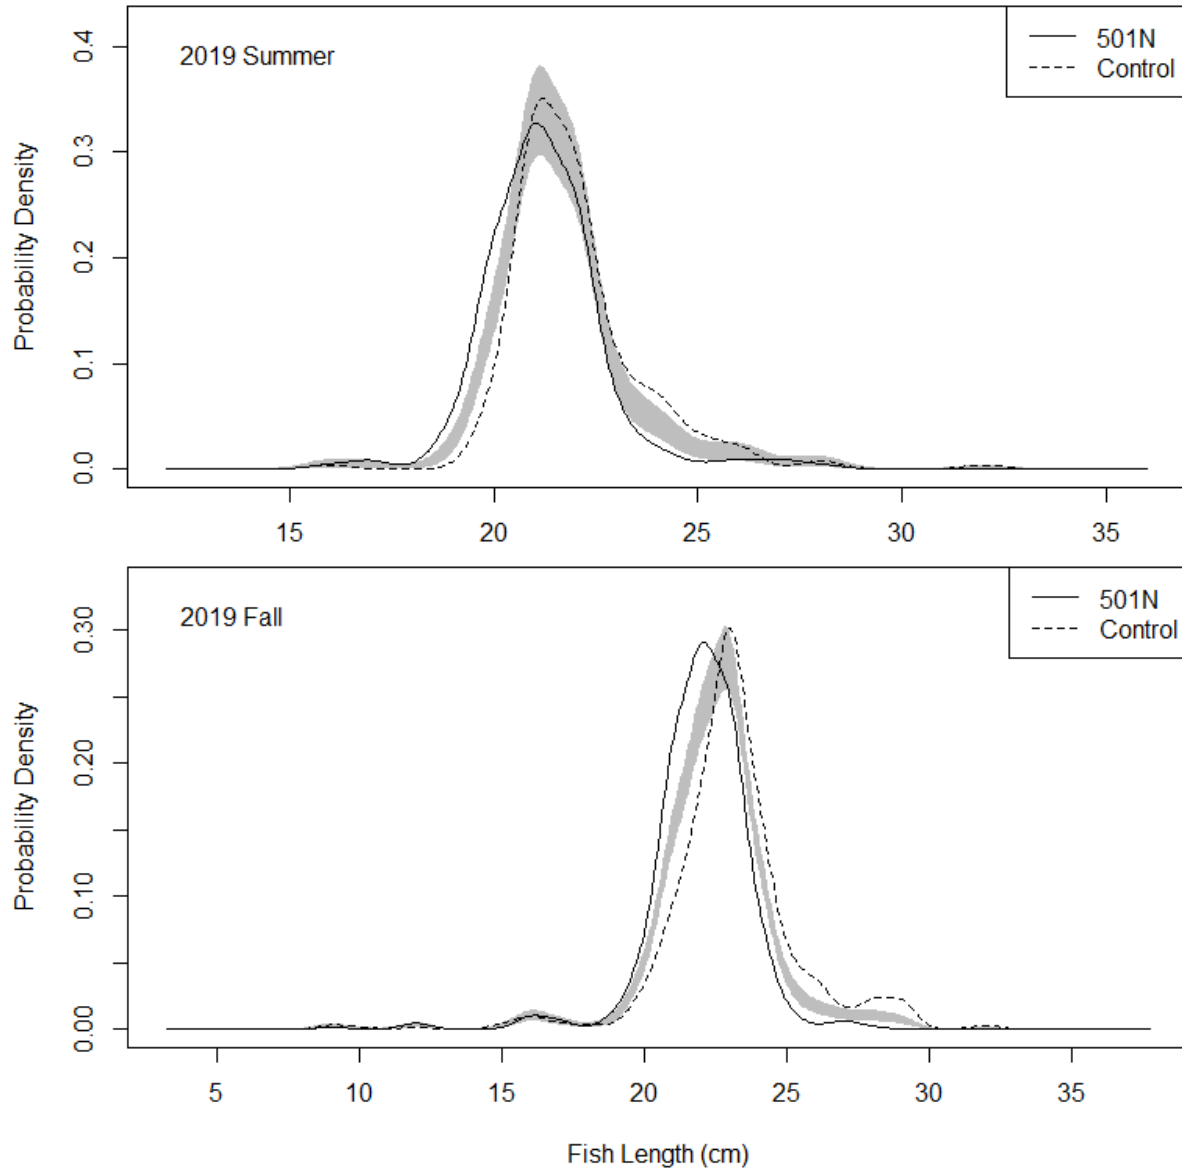 2019 Summer
501N
Control
Probability Density
0.4
0.3
0.2
0.1
0.0
15 20 25 30 35
2019 Fall
501N
Control
Probability Density
0.30
0.20
0.10
0.00
5 10 15 20 25 30 35
Fish Length (cm)